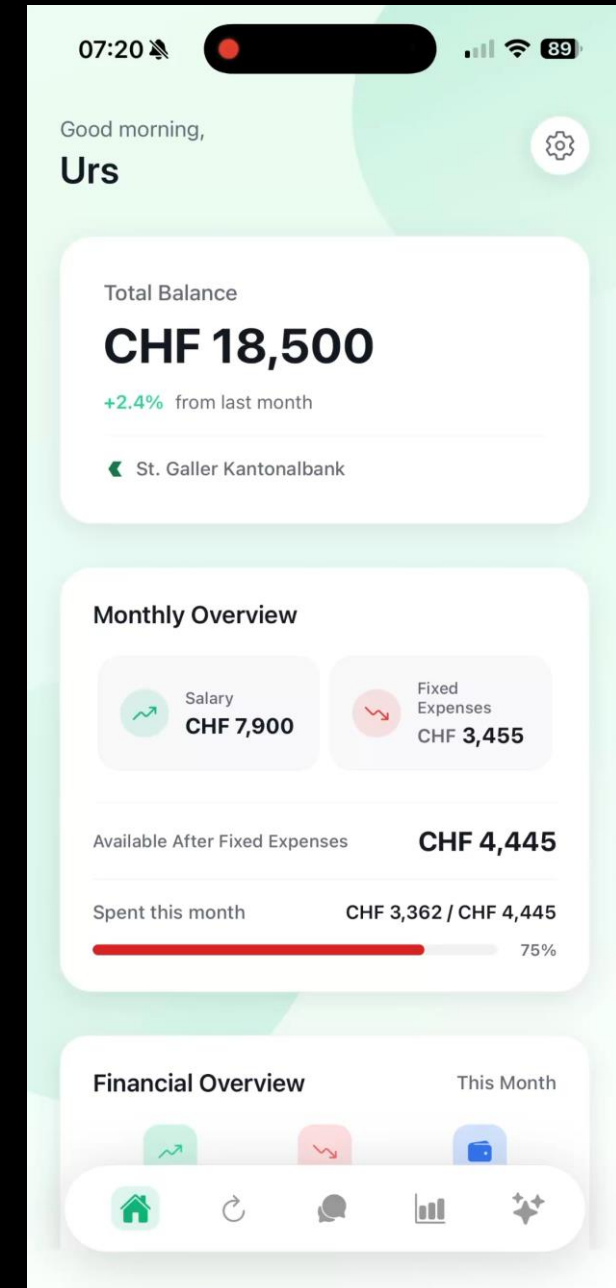 07:20
89
Good morning,
Urs
Total Balance
CHF 18,500
+2.4% from last month
St. Galler Kantonalbank
Monthly Overview
Salary
CHF 7,900
Fixed
Expenses
CHF 3,455
Available After Fixed Expenses CHF 4,445
Spent this month CHF 3,362 / CHF 4,445
75%
Financial Overview This Month